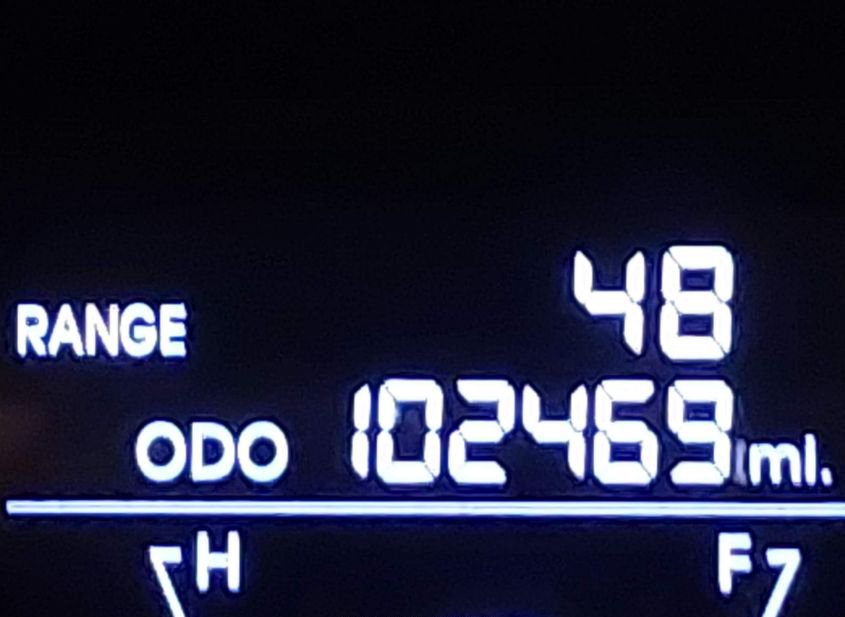 RANGE 48
ODO 102469 mi.
H F